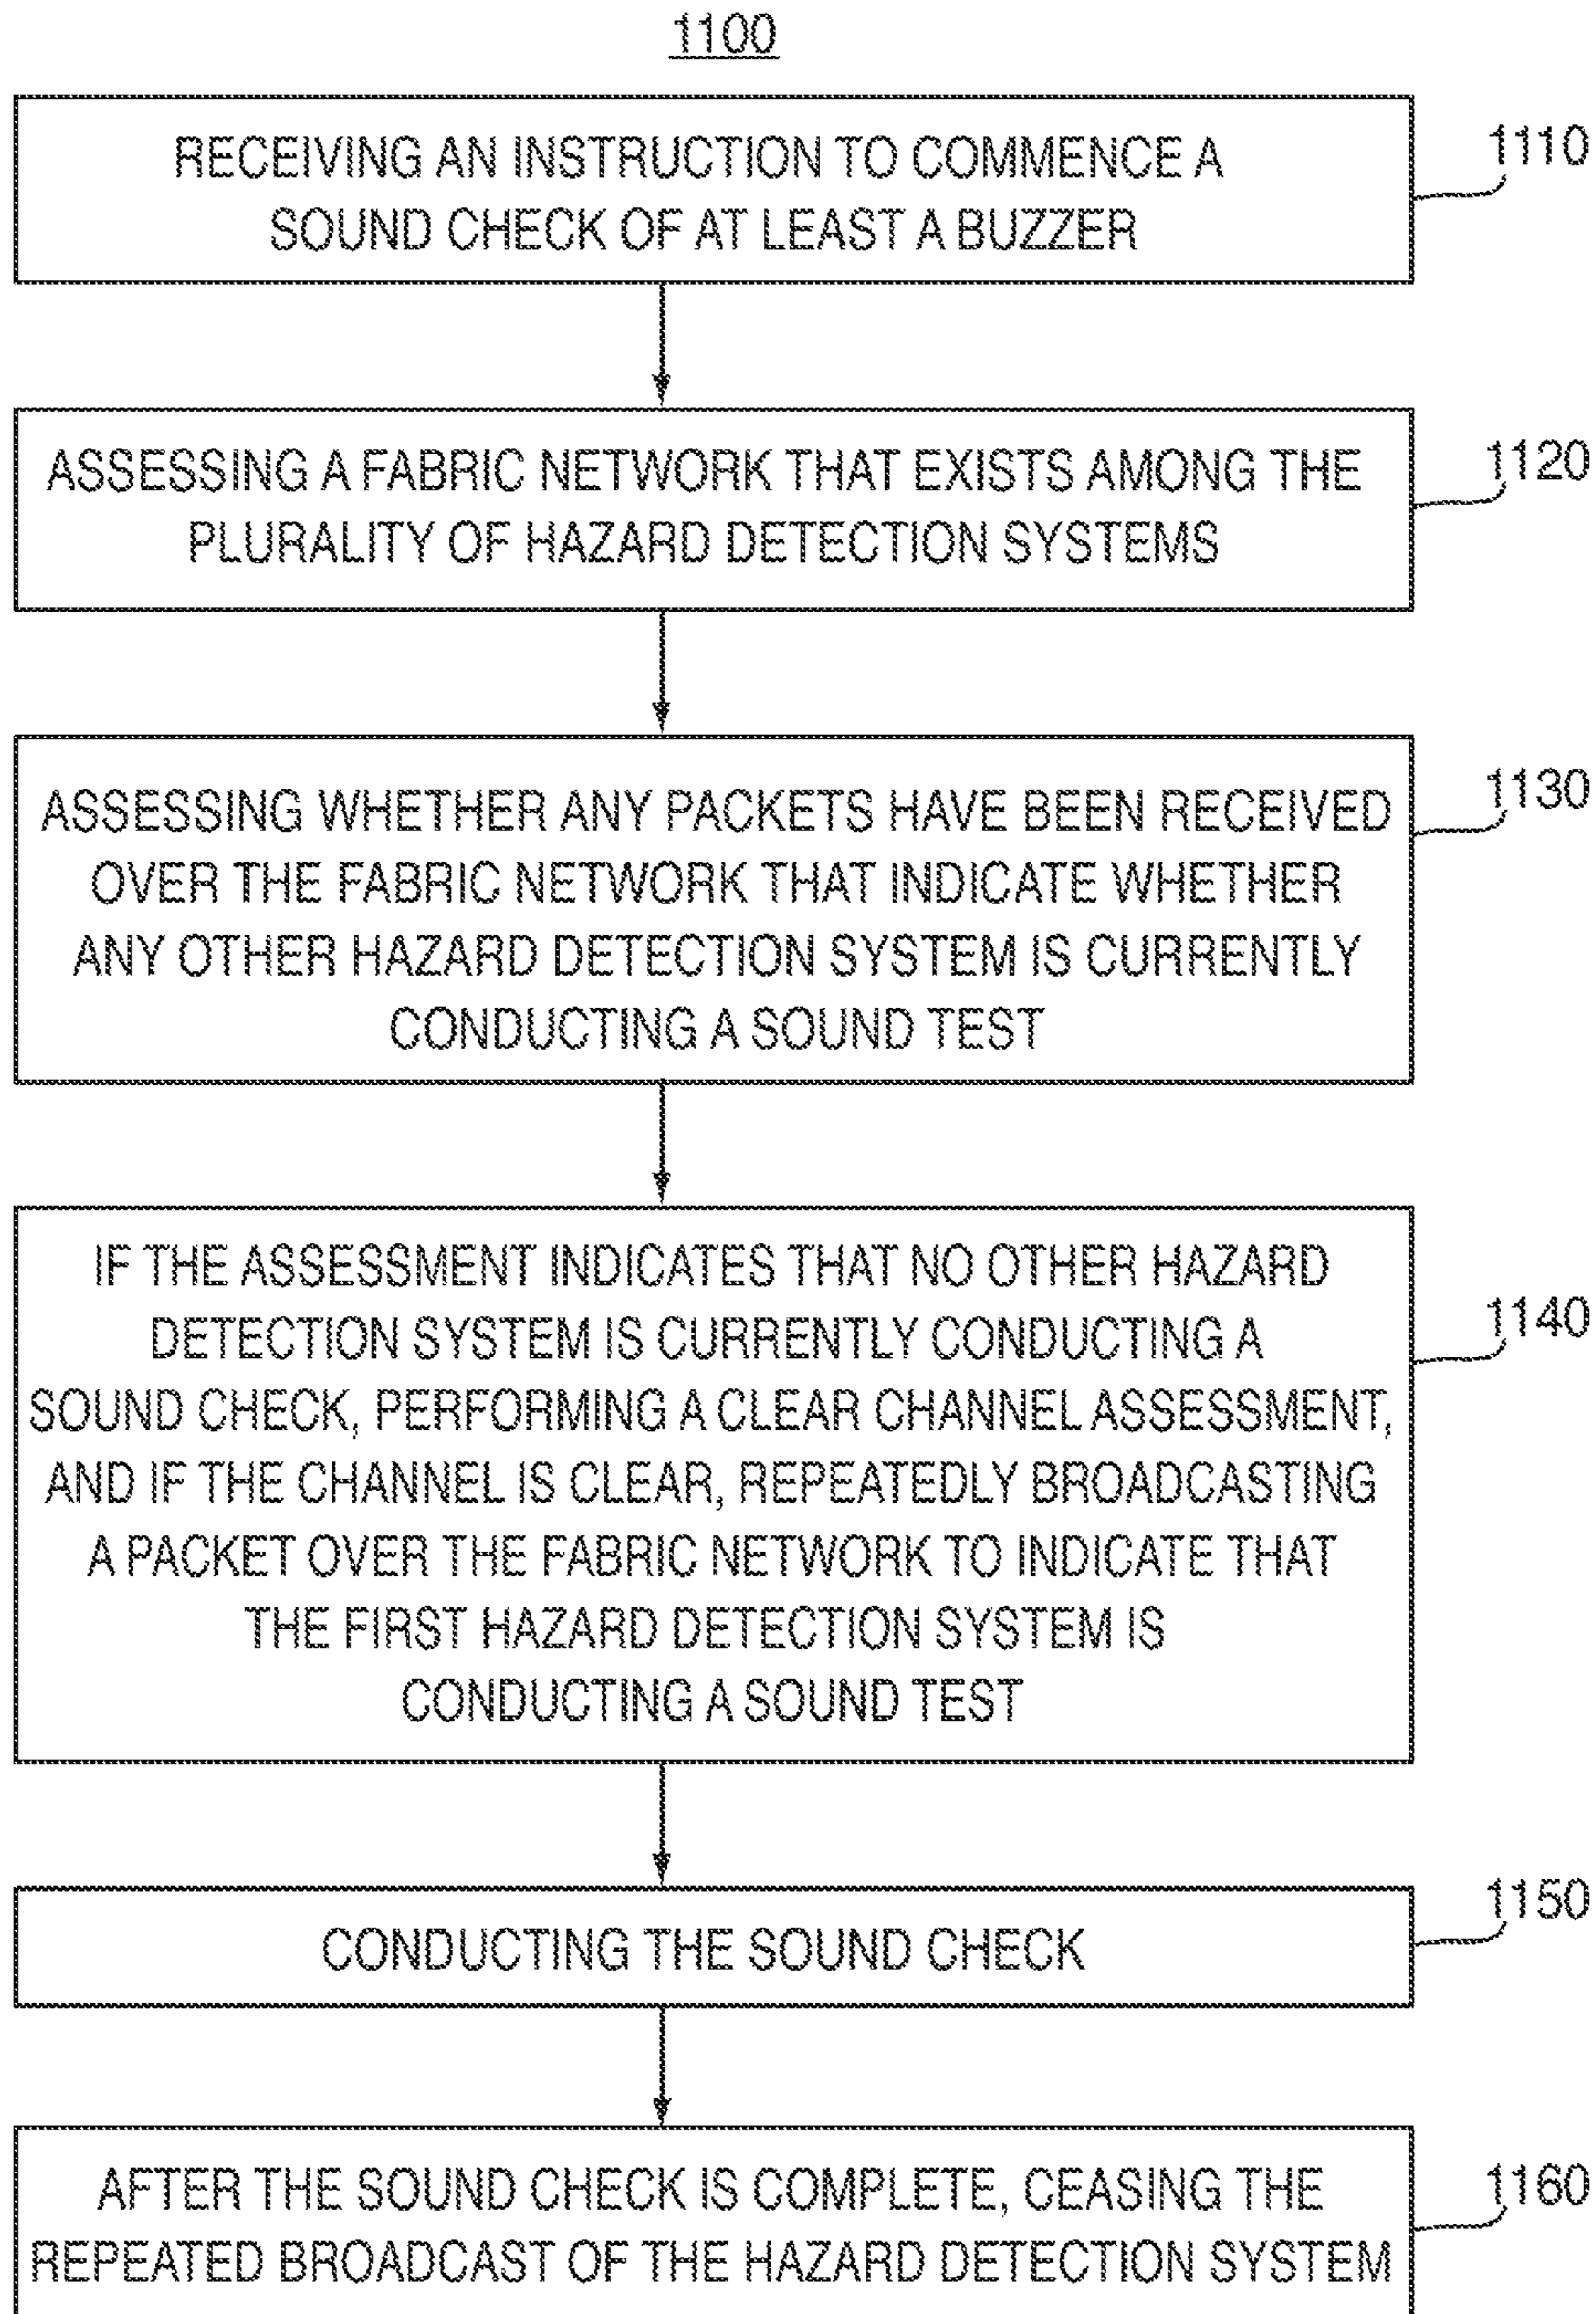 1100
RECEIVING AN INSTRUCTION TO COMMENCE A
SOUND CHECK OF AT LEAST A BUZZER
1110
ASSESSING A FABRIC NETWORK THAT EXISTS AMONG THE
PLURALITY OF HAZARD DETECTION SYSTEMS
1120
ASSESSING WHETHER ANY PACKETS HAVE BEEN RECEIVED
OVER THE FABRIC NETWORK THAT INDICATE WHETHER
ANY OTHER HAZARD DETECTION SYSTEM IS CURRENTLY
CONDUCTING A SOUND TEST
1130
IF THE ASSESSMENT INDICATES THAT NO OTHER HAZARD
DETECTION SYSTEM IS CURRENTLY CONDUCTING A
SOUND CHECK, PERFORMING A CLEAR CHANNEL ASSESSMENT,
AND IF THE CHANNEL IS CLEAR, REPEATEDLY BROADCASTING
A PACKET OVER THE FABRIC NETWORK TO INDICATE THAT
THE FIRST HAZARD DETECTION SYSTEM IS
CONDUCTING A SOUND TEST
1140
CONDUCTING THE SOUND CHECK
1150
AFTER THE SOUND CHECK IS COMPLETE, CEASING THE
REPEATED BROADCAST OF THE HAZARD DETECTION SYSTEM
1160